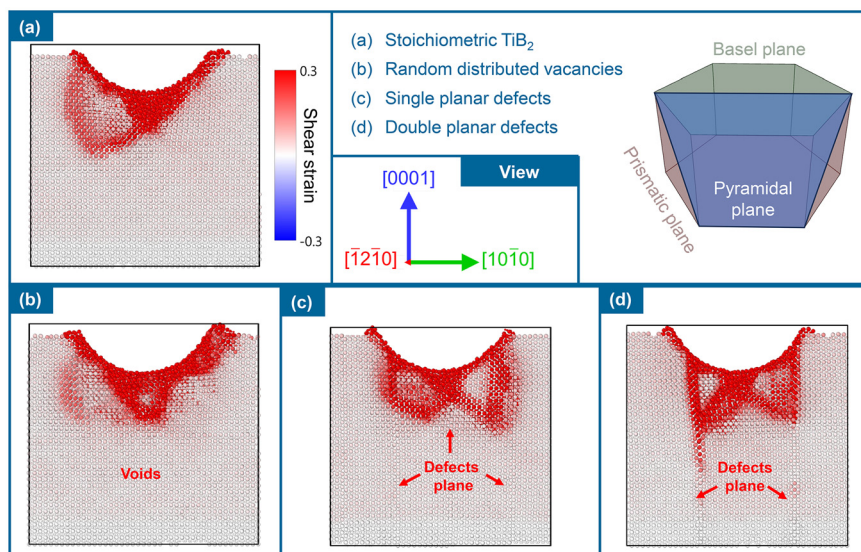 (a)
0.3
Shear strain
-0.3
(a) Stoichiometric TiB₂
(b) Random distributed vacancies
(c) Single planar defects
(d) Double planar defects
View
[0001]
[1̅21̅0]
[101̅0]
Basel plane
Prismatic plane
Pyramidal
plane
(b)
Voids
(c)
Defects
plane
(d)
Defects
plane